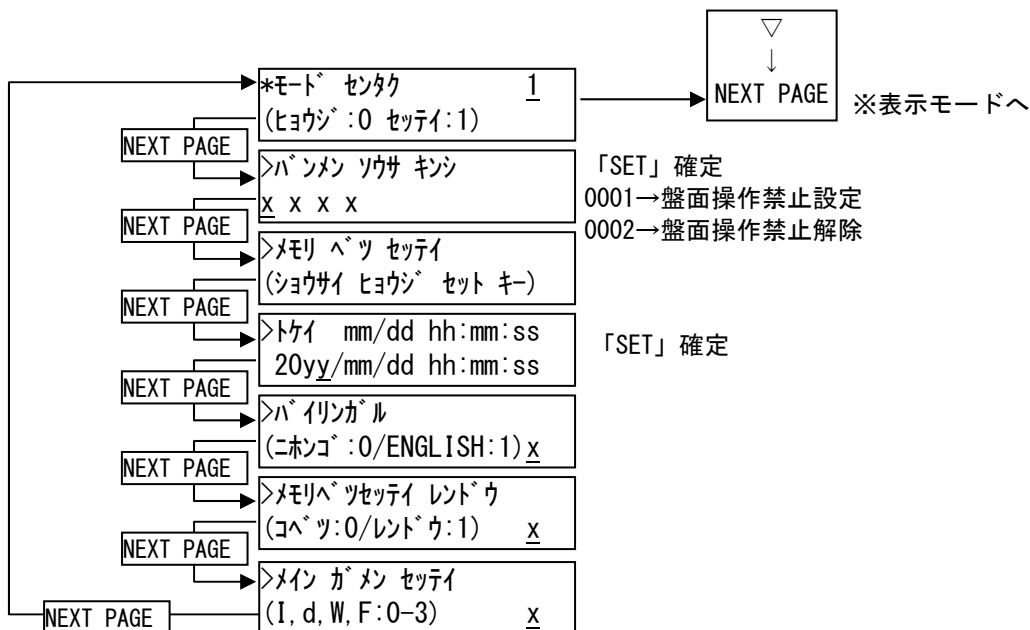 ▽
↓
NEXT PAGE
※表示モードへ
*ﾓｰﾄﾞ ｾﾝﾀｸ 1
(ﾋｮｳｼﾞ:0 ｾｯﾃｲ:1)
NEXT PAGE
>ﾊﾞﾝﾒﾝ ｿｳｻ ｷﾝｼ
x x x x
「SET」確定
0001→盤面操作禁止設定
0002→盤面操作禁止解除
NEXT PAGE
>ﾒﾓﾘ ﾍﾞﾂ ｾｯﾃｲ
(ｼｮｳｻｲ ﾋｮｳｼﾞ ｾｯﾄ ｷｰ)
NEXT PAGE
>ﾄｹｲ mm/dd hh:mm:ss
20yy/mm/dd hh:mm:ss
「SET」確定
NEXT PAGE
>ﾊﾞｲﾘﾝｶﾞﾙ
(ﾆﾎﾝｺﾞ:0/ENGLISH:1) x
NEXT PAGE
>ﾒﾓﾘﾍﾞﾂｾｯﾃｲ ﾚﾝﾄﾞｳ
(ｺﾍﾞﾂ:0/ﾚﾝﾄﾞｳ:1) x
NEXT PAGE
>ﾒｲﾝ ｶﾞﾒﾝ ｾｯﾃｲ
(I,d,W,F:0-3) x
NEXT PAGE